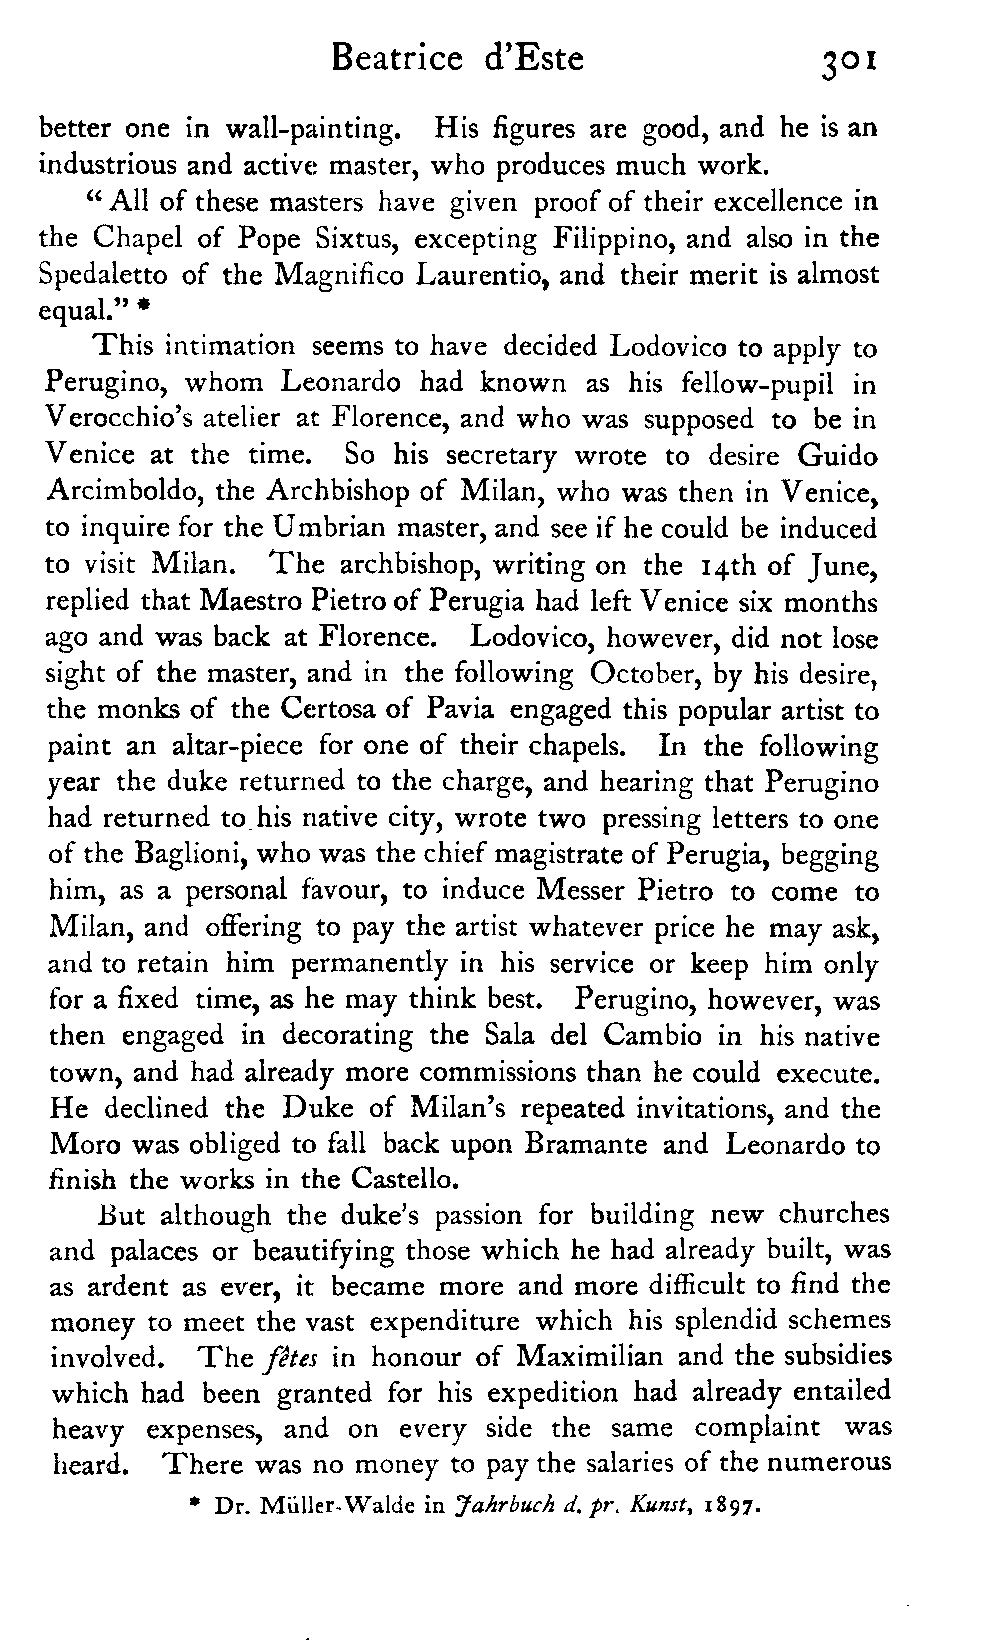 Beatrice d'Este 301
better one in wall-painting. His figures are good, and he is an
industrious and active master, who produces much work.
“ All of these masters have given proof of their excellence in
the Chapel of Pope Sixtus, excepting Filippino, and also in the
Spedaletto of the Magnifico Laurentio, and their merit is almost
equal.” *
This intimation seems to have decided Lodovico to apply to
Perugino, whom Leonardo had known as his fellow-pupil in
Verocchio's atelier at Florence, and who was supposed to be in
Venice at the time. So his secretary wrote to desire Guido
Arcimboldo, the Archbishop of Milan, who was then in Venice,
to inquire for the Umbrian master, and see if he could be induced
to visit Milan. The archbishop, writing on the 14th of June,
replied that Maestro Pietro of Perugia had left Venice six months
ago and was back at Florence. Lodovico, however, did not lose
sight of the master, and in the following October, by his desire,
the monks of the Certosa of Pavia engaged this popular artist to
paint an altar-piece for one of their chapels. In the following
year the duke returned to the charge, and hearing that Perugino
had returned to his native city, wrote two pressing letters to one
of the Baglioni, who was the chief magistrate of Perugia, begging
him, as a personal favour, to induce Messer Pietro to come to
Milan, and offering to pay the artist whatever price he may ask,
and to retain him permanently in his service or keep him only
for a fixed time, as he may think best. Perugino, however, was
then engaged in decorating the Sala del Cambio in his native
town, and had already more commissions than he could execute.
He declined the Duke of Milan's repeated invitations, and the
Moro was obliged to fall back upon Bramante and Leonardo to
finish the works in the Castello.
But although the duke's passion for building new churches
and palaces or beautifying those which he had already built, was
as ardent as ever, it became more and more difficult to find the
money to meet the vast expenditure which his splendid schemes
involved. The fêtes in honour of Maximilian and the subsidies
which had been granted for his expedition had already entailed
heavy expenses, and on every side the same complaint was
heard. There was no money to pay the salaries of the numerous
* Dr. Müller-Walde in Jahrbuch d. pr. Kunst, 1897.